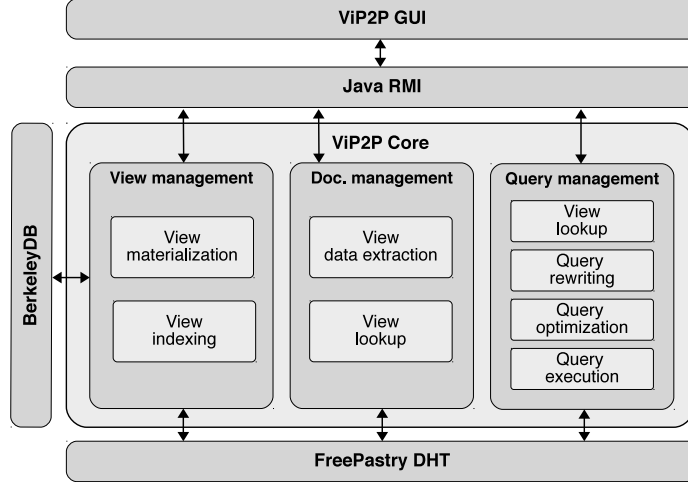 ViP2P GUI
Java RMI
ViP2P Core
BerkeleyDB
View management
View
materialization
View
indexing
Doc. management
View
data extraction
View
lookup
Query management
View
lookup
Query
rewriting
Query
optimization
Query
execution
FreePastry DHT